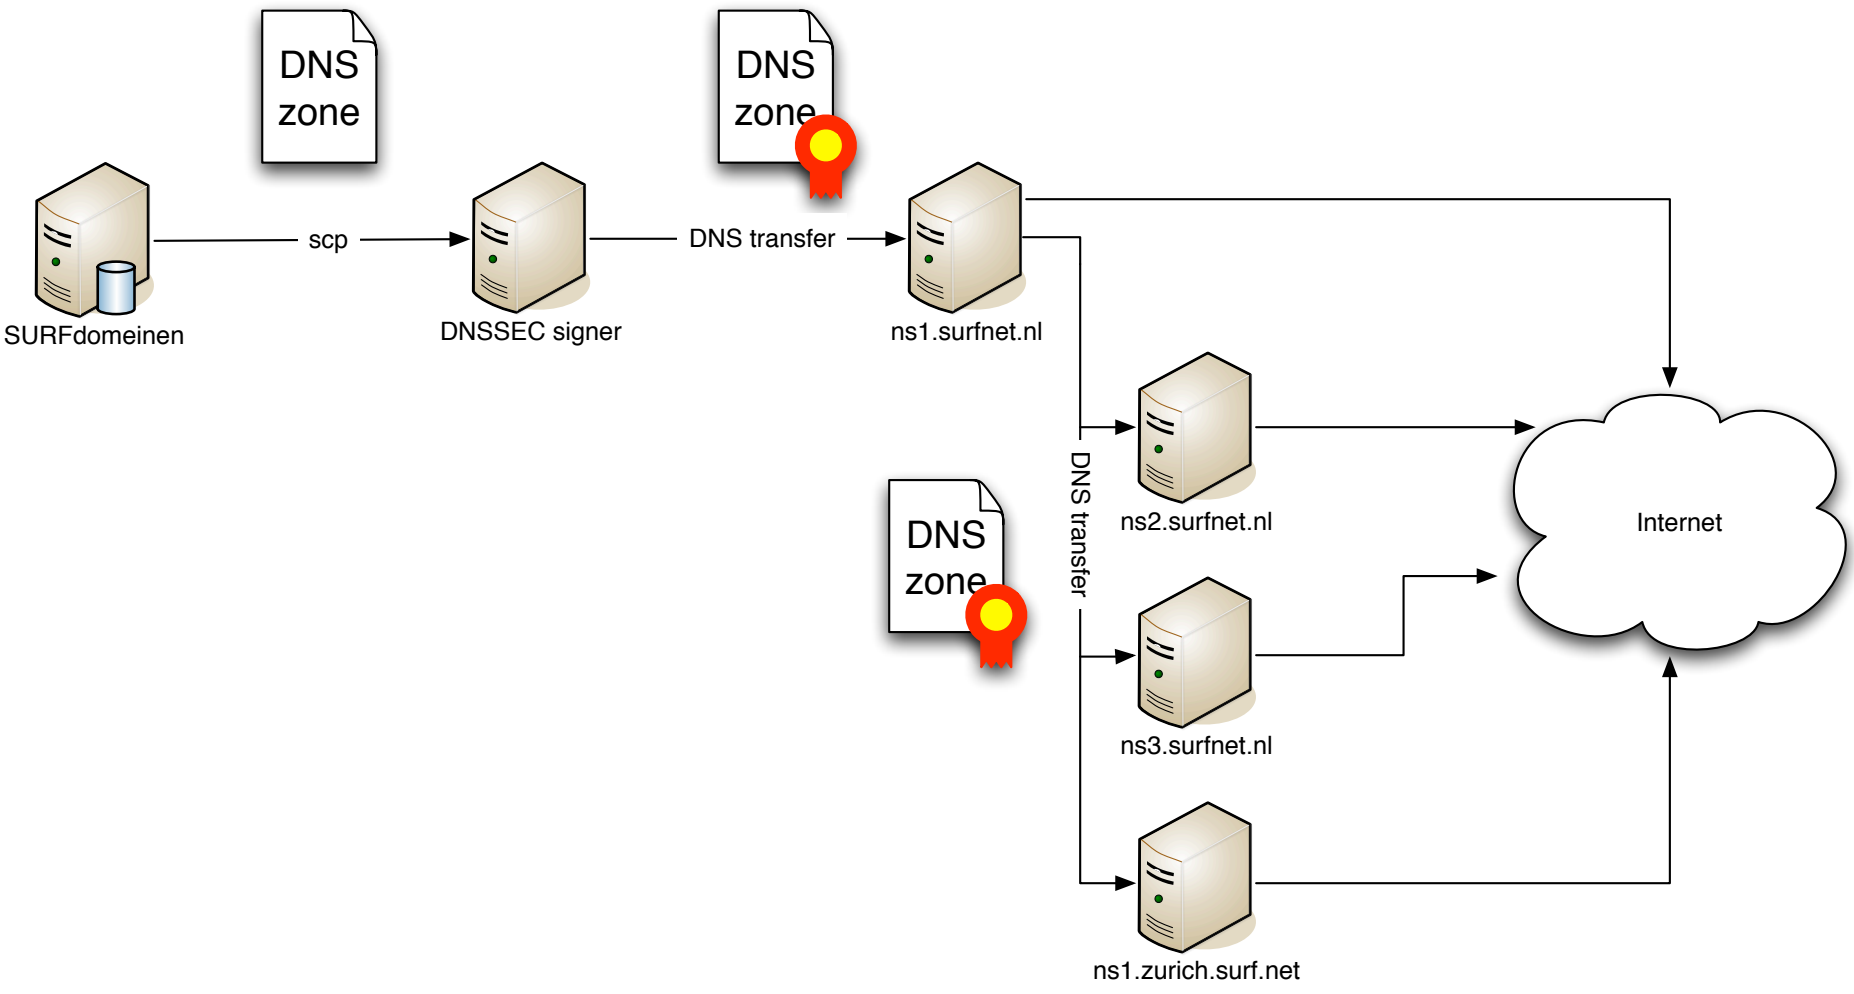 DNS
zone
DNS
zone
scp
DNS transfer
SURFdomeinen
DNSSEC signer
ns1.surfnet.nl
DNS transfer
DNS
zone
ns2.surfnet.nl
Internet
ns3.surfnet.nl
ns1.zurich.surf.net